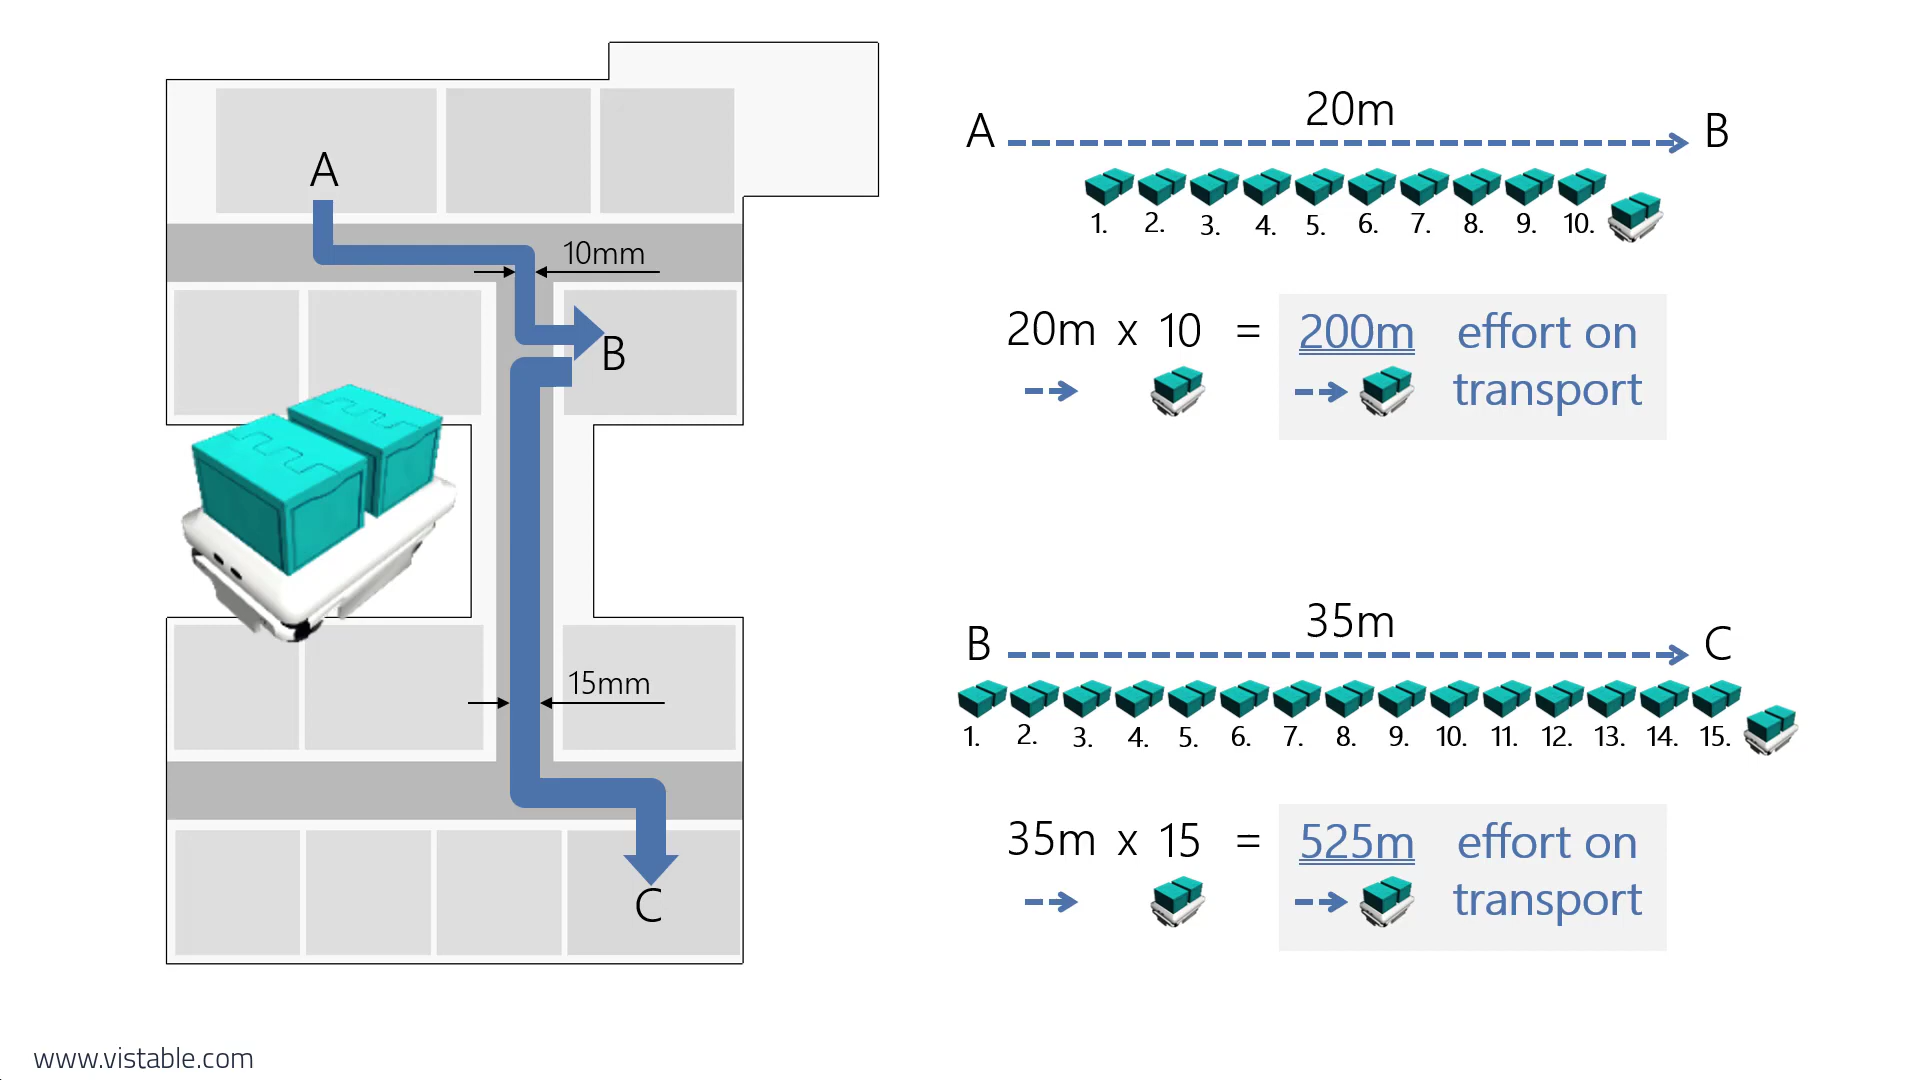 A
10mm
B
15mm
C
20m
A B
1. 2. 3. 4. 5. 6. 7. 8. 9. 10.
20m x 10 = 200m effort on
transport
35m
B C
1. 2. 3. 4. 5. 6. 7. 8. 9. 10. 11. 12. 13. 14. 15.
35m x 15 = 525m effort on
transport
www.vistable.com